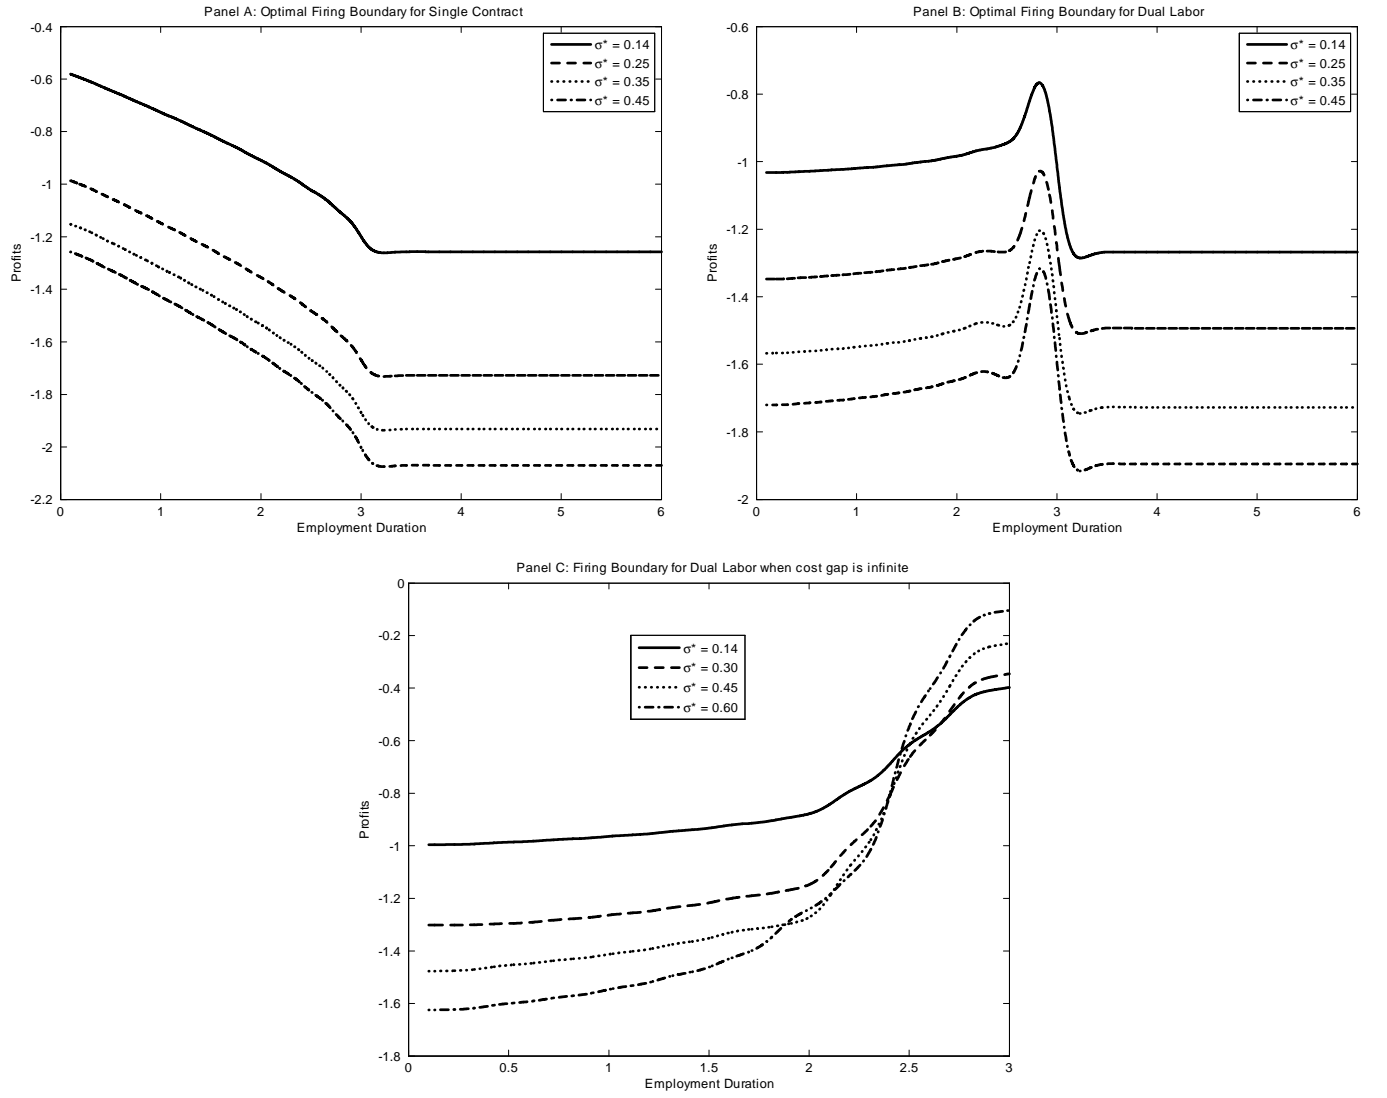 Panel A: Optimal Firing Boundary for Single Contract
-0.4
-0.6
-0.8
-1
-1.2
-1.4
-1.6
-1.8
-2
-2.2
Profits
0 1 2 3 4 5 6
Employment Duration
σ* = 0.14
σ* = 0.25
σ* = 0.35
σ* = 0.45
Panel B: Optimal Firing Boundary for Dual Labor
-0.6
-0.8
-1
-1.2
-1.4
-1.6
-1.8
-2
Profits
0 1 2 3 4 5 6
Employment Duration
σ* = 0.14
σ* = 0.25
σ* = 0.35
σ* = 0.45
Panel C: Firing Boundary for Dual Labor when cost gap is infinite
0
-0.2
-0.4
-0.6
-0.8
-1
-1.2
-1.4
-1.6
-1.8
Profits
0 0.5 1 1.5 2 2.5 3
Employment Duration
σ* = 0.14
σ* = 0.30
σ* = 0.45
σ* = 0.60